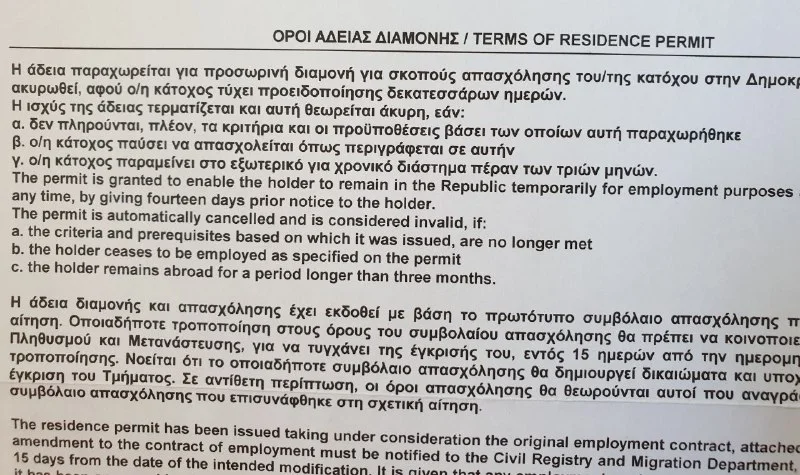 ΟΡΟΙ ΑΔΕΙΑΣ ΔΙΑΜΟΝΗΣ / TERMS OF RESIDENCE PERMIT
Η άδεια παραχωρείται για προσωρινή διαμονή για σκοπούς απασχόλησης του/της κατόχου στην Δημοκρ
ακυρωθεί, αφού ο/η κάτοχος τύχει προειδοποίησης δεκατεσσάρων ημερών.
Η ισχύς της άδειας τερματίζεται και αυτή θεωρείται άκυρη, εάν:
α. δεν πληρούνται, πλέον, τα κριτήρια και οι προϋποθέσεις βάσει των οποίων αυτή παραχωρήθηκε
β. ο/η κάτοχος παύσει να απασχολείται όπως περιγράφεται σε αυτήν
γ. ο/η κάτοχος παραμείνει στο εξωτερικό για χρονικό διάστημα πέραν των τριών μηνών.
The permit is granted to enable the holder to remain in the Republic temporarily for employment purposes
any time, by giving fourteen days prior notice to the holder.
The permit is automatically cancelled and is considered invalid, if:
a. the criteria and prerequisites based on which it was issued, are no longer met
b. the holder ceases to be employed as specified on the permit
c. the holder remains abroad for a period longer than three months.
Η άδεια διαμονής και απασχόλησης έχει εκδοθεί με βάση το πρωτότυπο συμβόλαιο απασχόλησης π
αίτηση. Οποιαδήποτε τροποποίηση στους όρους του συμβολαίου απασχόλησης θα πρέπει να κοινοποιε
Πληθυσμού και Μετανάστευσης, για να τυγχάνει της έγκρισής του, εντός 15 ημερών από την ημερομη
τροποποίησης. Νοείται ότι το οποιαδήποτε συμβόλαιο απασχόλησης θα δημιουργεί δικαιώματα και υποχ
έγκριση του Τμήματος. Σε αντίθετη περίπτωση, οι όροι απασχόλησης θα θεωρούνται αυτοί που αναγρά
συμβόλαιο απασχόλησης που επισυνάφθηκε στη σχετική αίτηση.
The residence permit has been issued taking under consideration the original employment contract, attached
amendment to the contract of employment must be notified to the Civil Registry and Migration Department,
15 days from the date of the intended modification. It is given that any